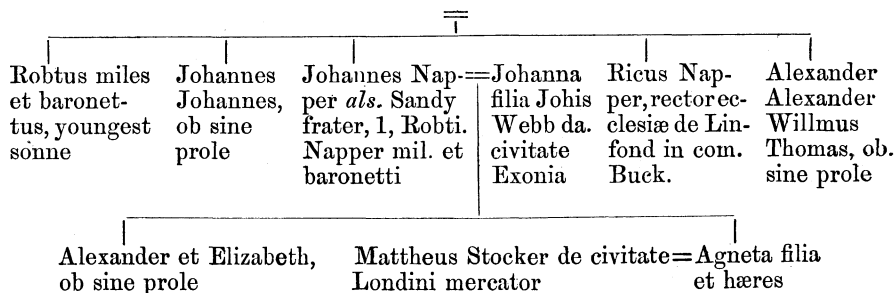 Robtus miles
et baronet-
tus, youngest
sonne
Johannes
Johannes,
ob sine
prole
Johannes Nap-
per als. Sandy
frater, 1, Robti.
Napper mil. et
baronetti
=Johanna
filia Johis
Webb da.
civitate
Exonia
Ricus Nap-
per, rector ec-
clesiæ de Lin-
fond in com.
Buck.
Alexander
Alexander
Willmus
Thomas, ob.
sine prole
Alexander et Elizabeth,
ob sine prole
Mattheus Stocker de civitate=
Londini mercator
Agneta filia
et hæres